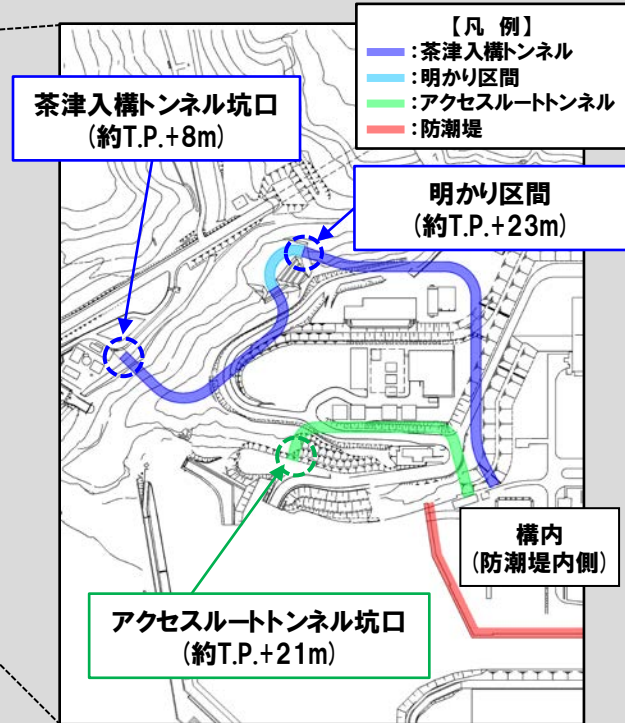 【凡 例】
:茶津入構トンネル
:明かり区間
:アクセスルートトンネル
:防潮堤
茶津入構トンネル坑口
(約T.P.+8m)
明かり区間
(約T.P.+23m)
構内
(防潮堤内側)
アクセスルートトンネル坑口
(約T.P.+21m)